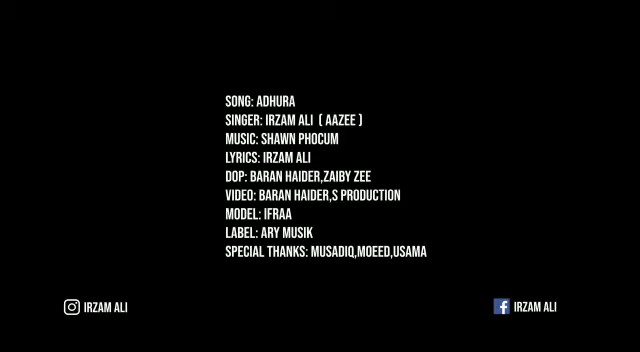 SONG: ADHURA
SINGER: IRZAM ALI ( AAZEE )
MUSIC: SHAWN PHOCUM
LYRICS: IRZAM ALI
DOP: BARAN HAIDER,ZAIBY ZEE
VIDEO: BARAN HAIDER,S PRODUCTION
MODEL: IFRAA
LABEL: ARY MUSIK
SPECIAL THANKS: MUSADIQ,MOEED,USAMA
IRZAM ALI
IRZAM ALI